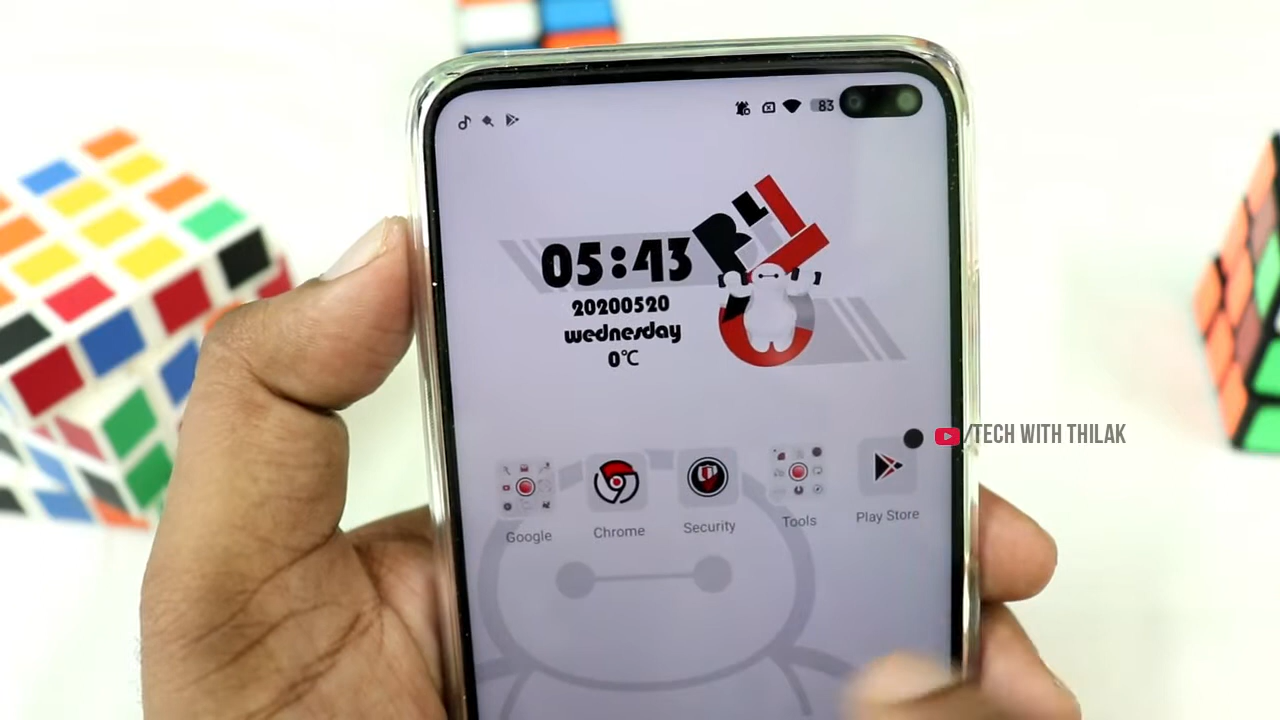 83
05:43
20200520
wednesday
0℃
/TECH WITH THILAK
Google
Chrome
Security
Tools
Play Store